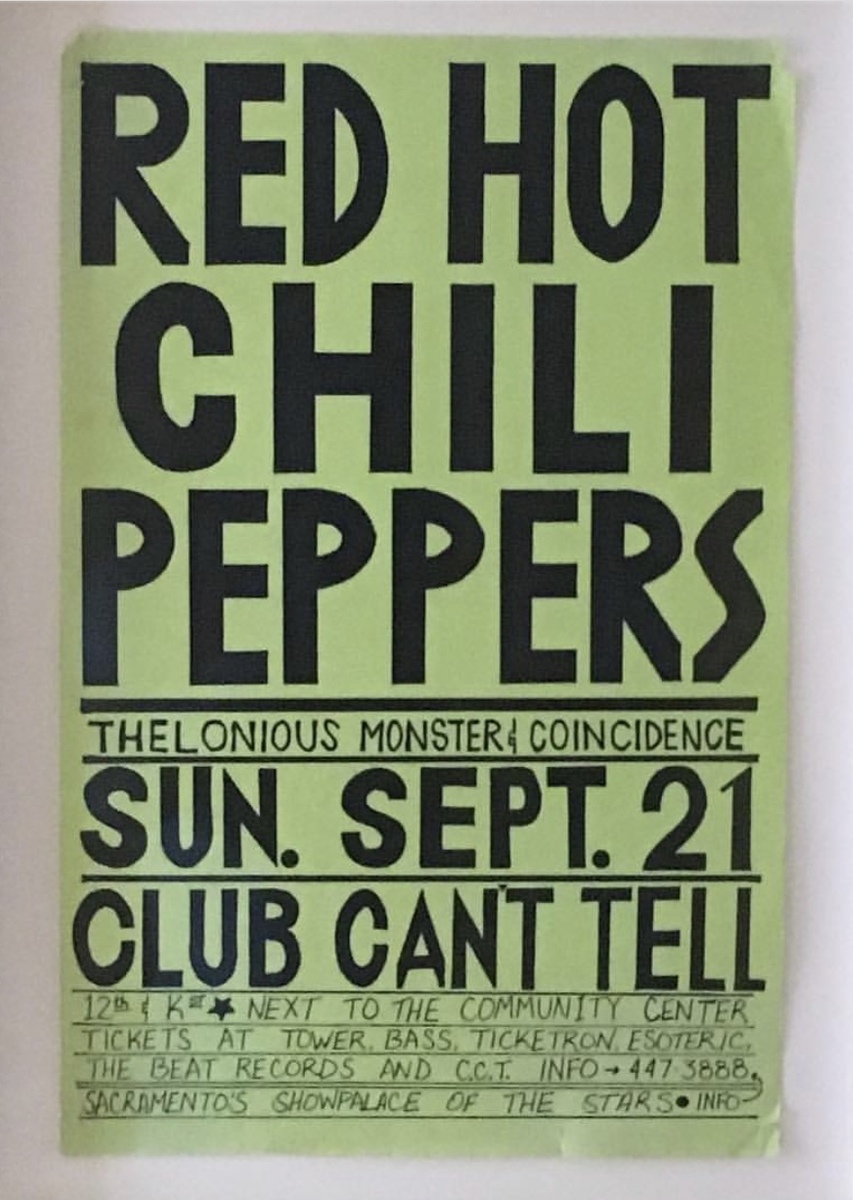 RED HOT
CHILI
PEPPERS
THELONIOUS MONSTER & COINCIDENCE
SUN. SEPT. 21
CLUB CAN'T TELL
12th & K ST ★ NEXT TO THE COMMUNITY CENTER
TICKETS AT TOWER, BASS, TICKETRON, ESOTERIC,
THE BEAT RECORDS AND C.C.T. INFO→447·3888
SACRAMENTO'S SHOWPALACE OF THE STARS • INFO